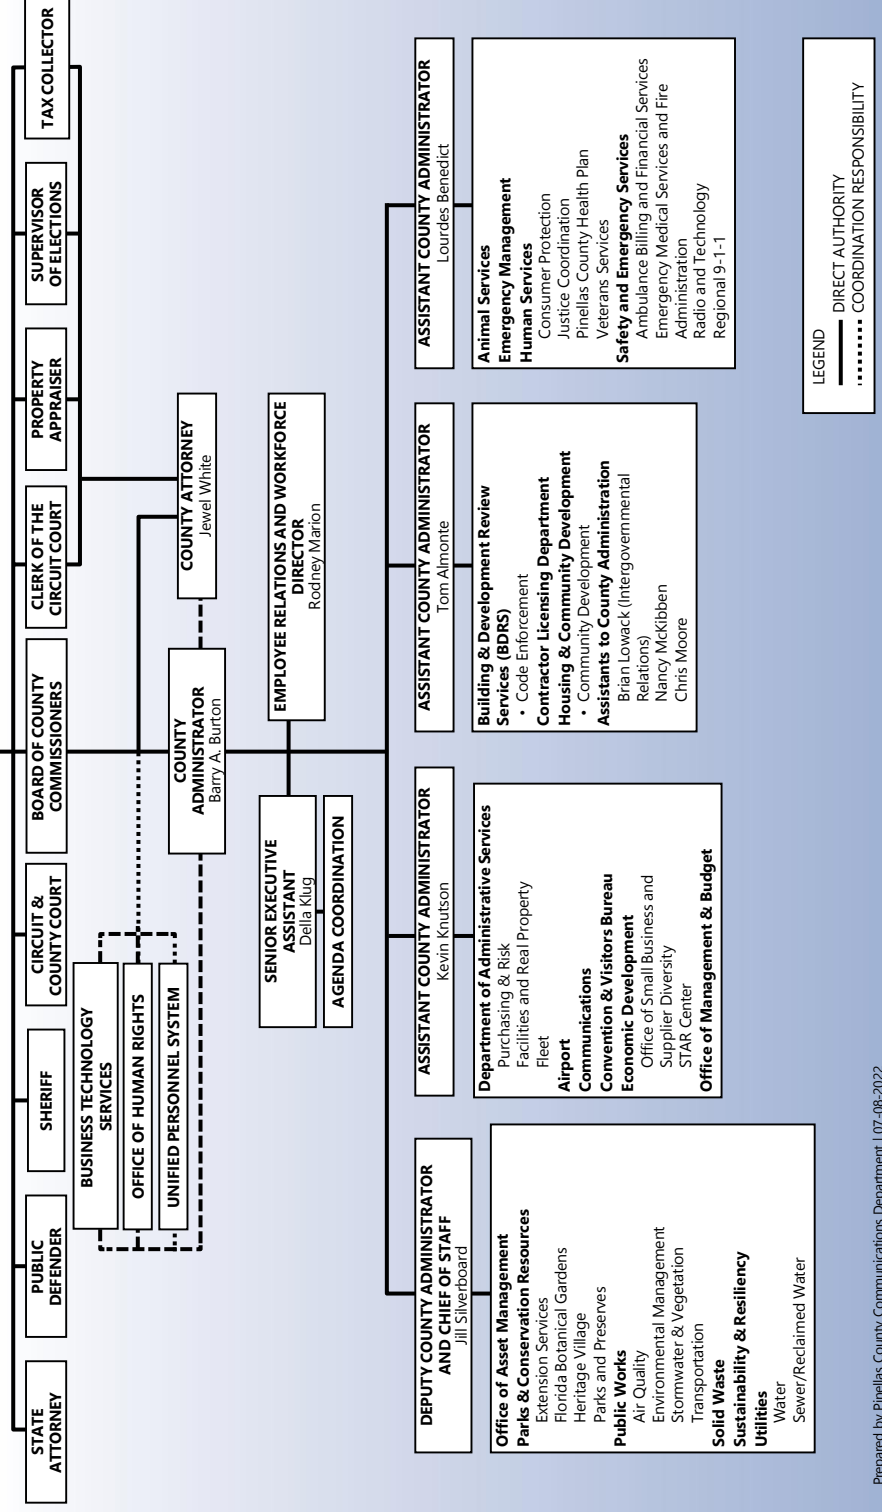 STATE
ATTORNEY
PUBLIC
DEFENDER
SHERIFF
CIRCUIT &
COUNTY COURT
BOARD OF COUNTY
COMMISSIONERS
CLERK OF THE
CIRCUIT COURT
PROPERTY
APPRAISER
SUPERVISOR
OF ELECTIONS
TAX COLLECTOR
BUSINESS TECHNOLOGY
SERVICES
OFFICE OF HUMAN RIGHTS
UNIFIED PERSONNEL SYSTEM
COUNTY
ADMINISTRATOR
Barry A. Burton
COUNTY ATTORNEY
Jewel White
SENIOR EXECUTIVE
ASSISTANT
Della Klug
AGENDA COORDINATION
EMPLOYEE RELATIONS AND WORKFORCE
DIRECTOR
Rodney Marion
DEPUTY COUNTY ADMINISTRATOR
AND CHIEF OF STAFF
Jill Silverboard
Office of Asset Management
Parks & Conservation Resources
Extension Services
Florida Botanical Gardens
Heritage Village
Parks and Preserves
Public Works
Air Quality
Environmental Management
Stormwater & Vegetation
Transportation
Solid Waste
Sustainability & Resiliency
Utilities
Water
Sewer/Reclaimed Water
ASSISTANT COUNTY ADMINISTRATOR
Kevin Knutson
Department of Administrative Services
Purchasing & Risk
Facilities and Real Property
Fleet
Airport
Communications
Convention & Visitors Bureau
Economic Development
Office of Small Business and
Supplier Diversity
STAR Center
Office of Management & Budget
ASSISTANT COUNTY ADMINISTRATOR
Tom Almonte
Building & Development Review
Services (BDRS)
• Code Enforcement
Contractor Licensing Department
Housing & Community Development
• Community Development
Assistants to County Administration
Brian Lowack (Intergovernmental
Relations)
Nancy McKibben
Chris Moore
ASSISTANT COUNTY ADMINISTRATOR
Lourdes Benedict
Animal Services
Emergency Management
Human Services
Consumer Protection
Justice Coordination
Pinellas County Health Plan
Veterans Services
Safety and Emergency Services
Ambulance Billing and Financial Services
Emergency Medical Services and Fire
Administration
Radio and Technology
Regional 9-1-1
LEGEND
DIRECT AUTHORITY
COORDINATION RESPONSIBILITY
Prepared by Pinellas County Communications Department | 07-08-2022